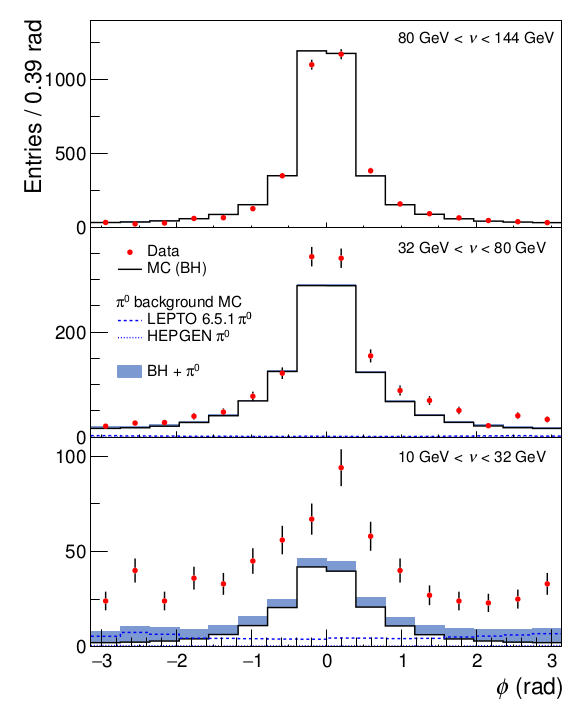 Entries / 0.39 rad
80 GeV < ν < 144 GeV
1000
500
0
32 GeV < ν < 80 GeV
Data
MC (BH)
π⁰ background MC
LEPTO 6.5.1 π⁰
HEPGEN π⁰
BH + π⁰
200
0
10 GeV < ν < 32 GeV
100
50
0
−3 −2 −1 0 1 2 3
ϕ (rad)